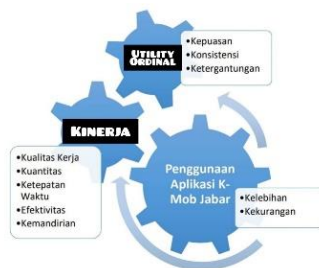 UTILITY
ORDINAL
•Kepuasan
•Konsistensi
•Ketergantungan
KINERJA
•Kualitas Kerja
•Kuantitas
•Ketepatan
Waktu
•Efektivitas
•Kemandirian
Penggunaan
Aplikasi K-
Mob Jabar
•Kelebihan
•Kekurangan